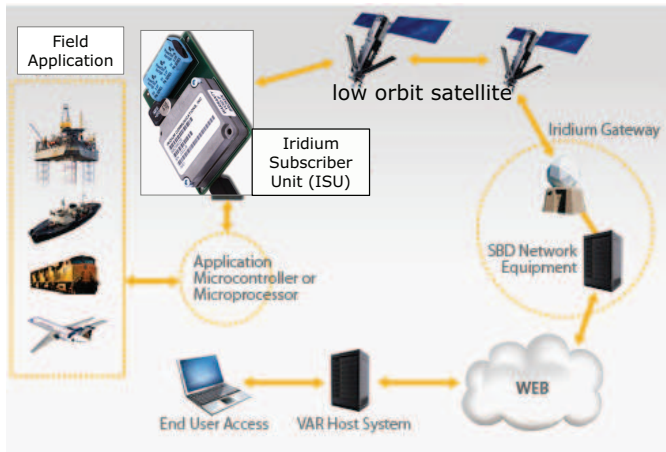 Field
Application
low orbit satellite
Iridium
Subscriber
Unit (ISU)
Iridium Gateway
SBD Network
Equipment
Application
Microcontroller or
Microprocessor
WEB
End User Access
VAR Host System